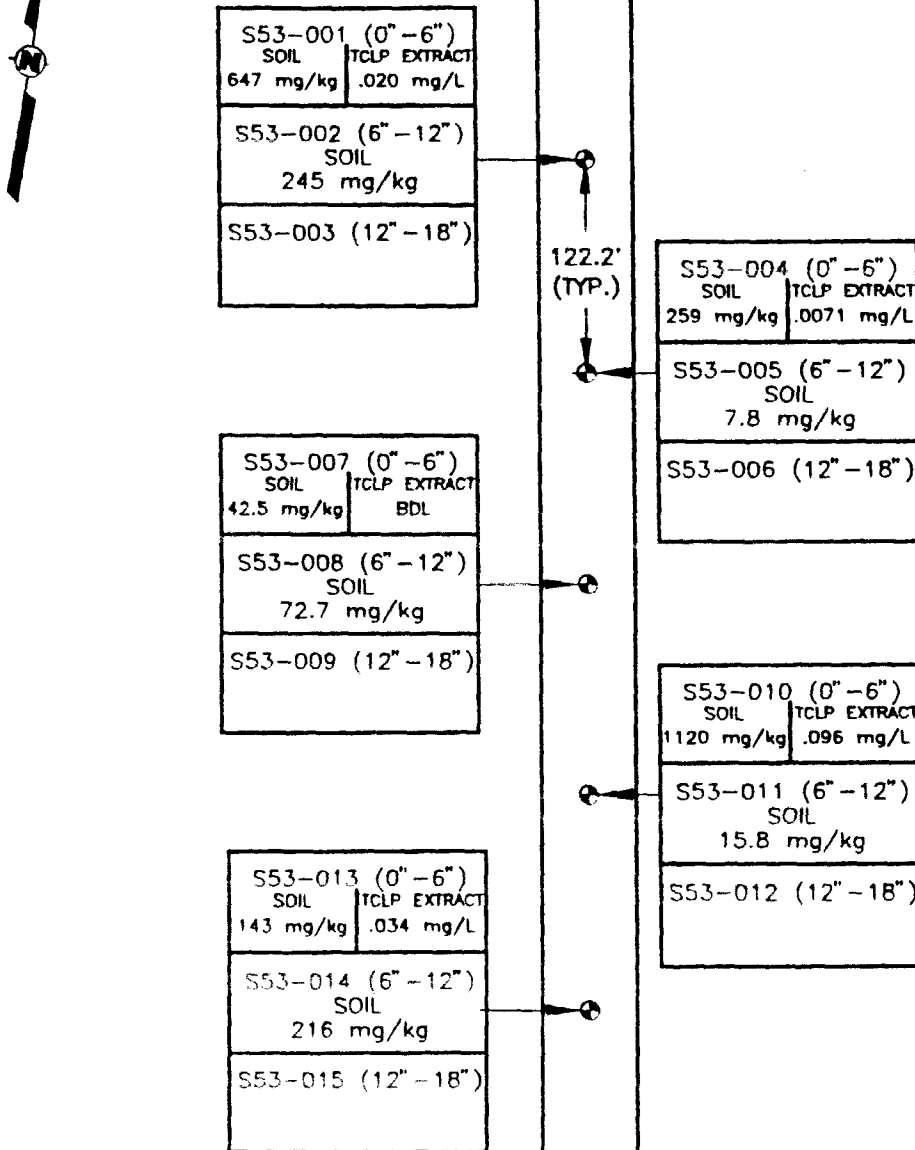 N
S53-001 (0"-6")
SOIL TCLP EXTRACT
647 mg/kg .020 mg/L
S53-002 (6"-12")
SOIL
245 mg/kg
S53-003 (12"-18")
122.2'
(TYP.)
S53-004 (0"-6")
SOIL TCLP EXTRACT
259 mg/kg .0071 mg/L
S53-005 (6"-12")
SOIL
7.8 mg/kg
S53-006 (12"-18")
S53-007 (0"-6")
SOIL TCLP EXTRACT
42.5 mg/kg BDL
S53-008 (6"-12")
SOIL
72.7 mg/kg
S53-009 (12"-18")
S53-010 (0"-6")
SOIL TCLP EXTRACT
1120 mg/kg .096 mg/L
S53-011 (6"-12")
SOIL
15.8 mg/kg
S53-012 (12"-18")
S53-013 (0"-6")
SOIL TCLP EXTRACT
143 mg/kg .034 mg/L
S53-014 (6"-12")
SOIL
216 mg/kg
S53-015 (12"-18")